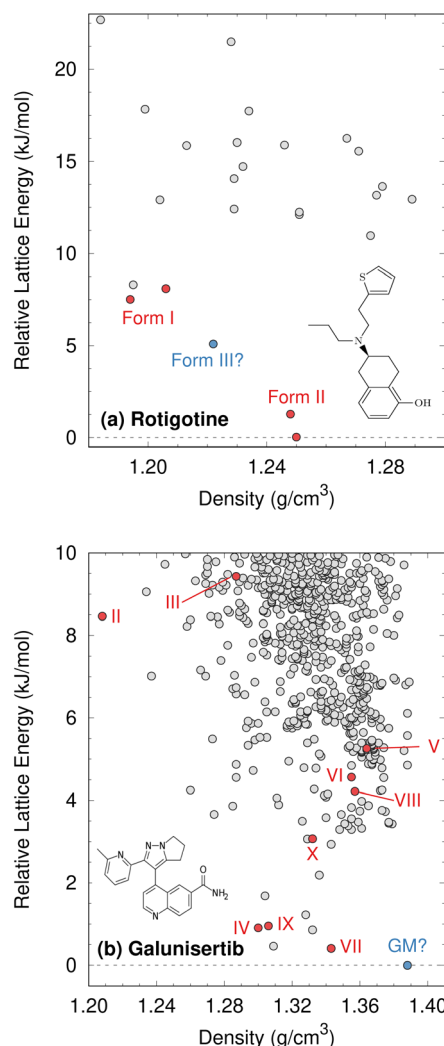 Relative Lattice Energy (kJ/mol)
20
15
10
5
0
Form I
Form III?
Form II
S
N
OH
(a) Rotigotine
1.20
1.24
1.28
Density (g/cm³)
Relative Lattice Energy (kJ/mol)
10
8
6
4
2
0
III
II
V
VI
VIII
X
IV
IX
VII
GM?
N
N
N
O
NH₂
N
(b) Galunisertib
1.20
1.24
1.28
1.32
1.36
1.40
Density (g/cm³)